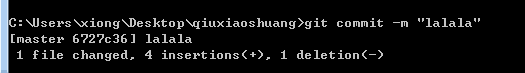 C:\Users\xiong\Desktop\qiuxiaoshuang>git commit -m "lalala"
[master 6727c36] lalala
 1 file changed, 4 insertions(+), 1 deletion(-)